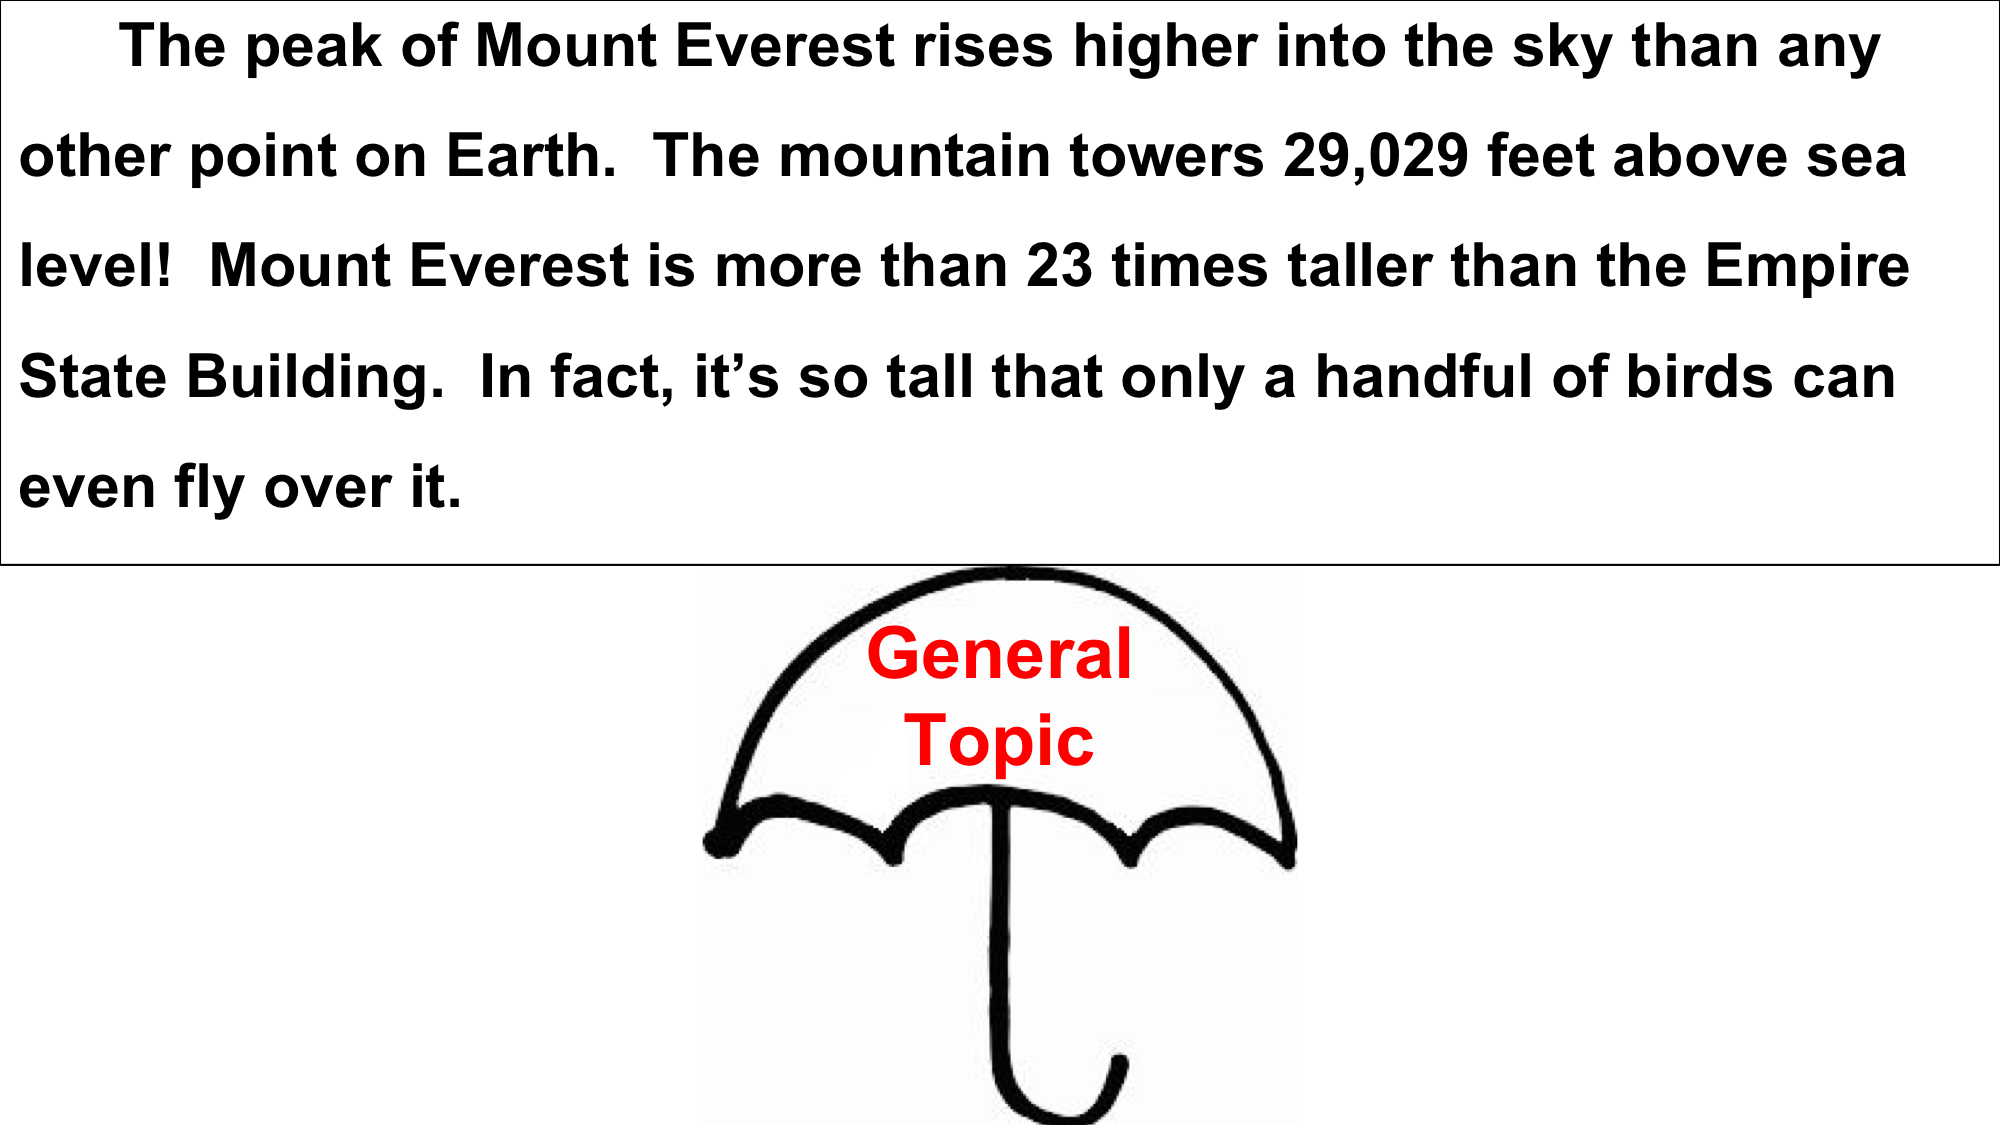 The peak of Mount Everest rises higher into the sky than any
other point on Earth.  The mountain towers 29,029 feet above sea
level!  Mount Everest is more than 23 times taller than the Empire
State Building.  In fact, it’s so tall that only a handful of birds can
even fly over it.
General
Topic